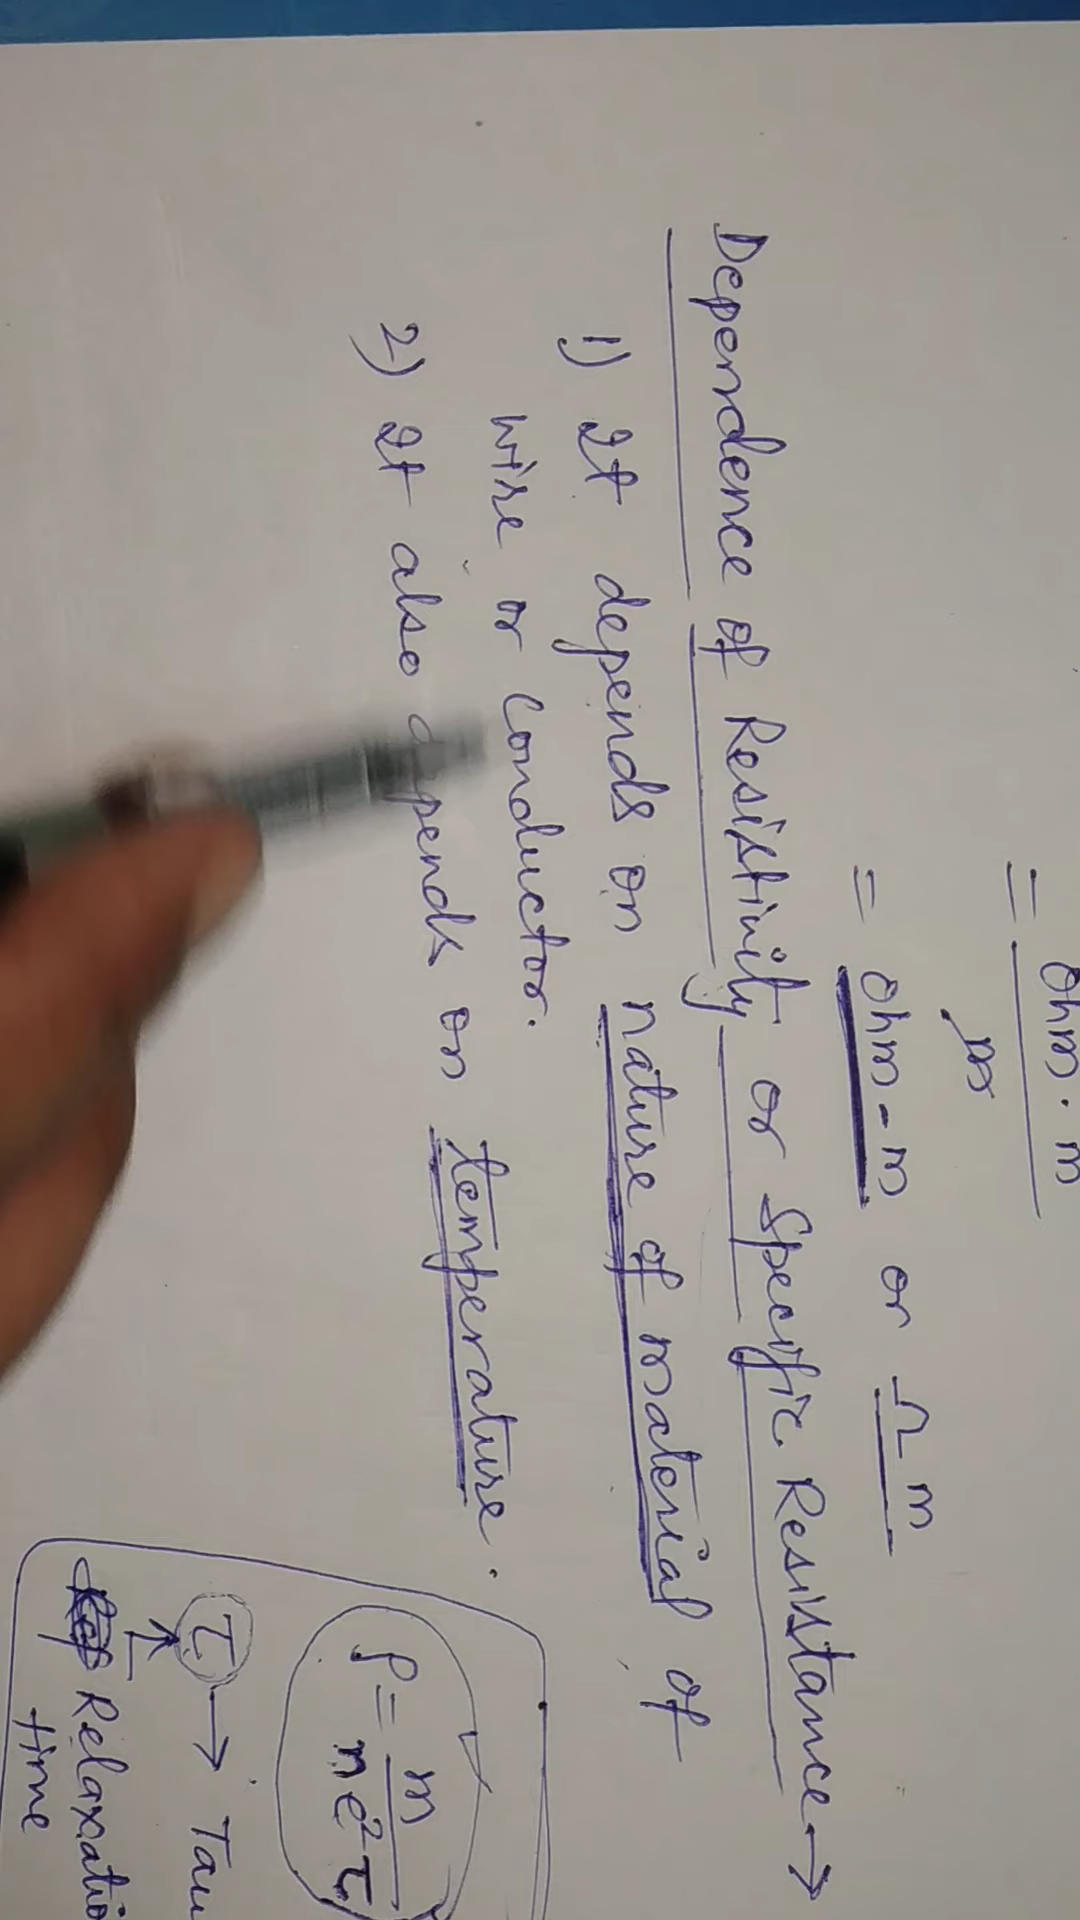 = ohm. m
m
= ohm-m or Ω m
Dependence of Resistivity or Specific Resistance →
1) It depends on nature of material of
wire or Conductor.
2) It also depends on temperature.
ρ = m
n e² τ
τ → Tau
Relaxation
time